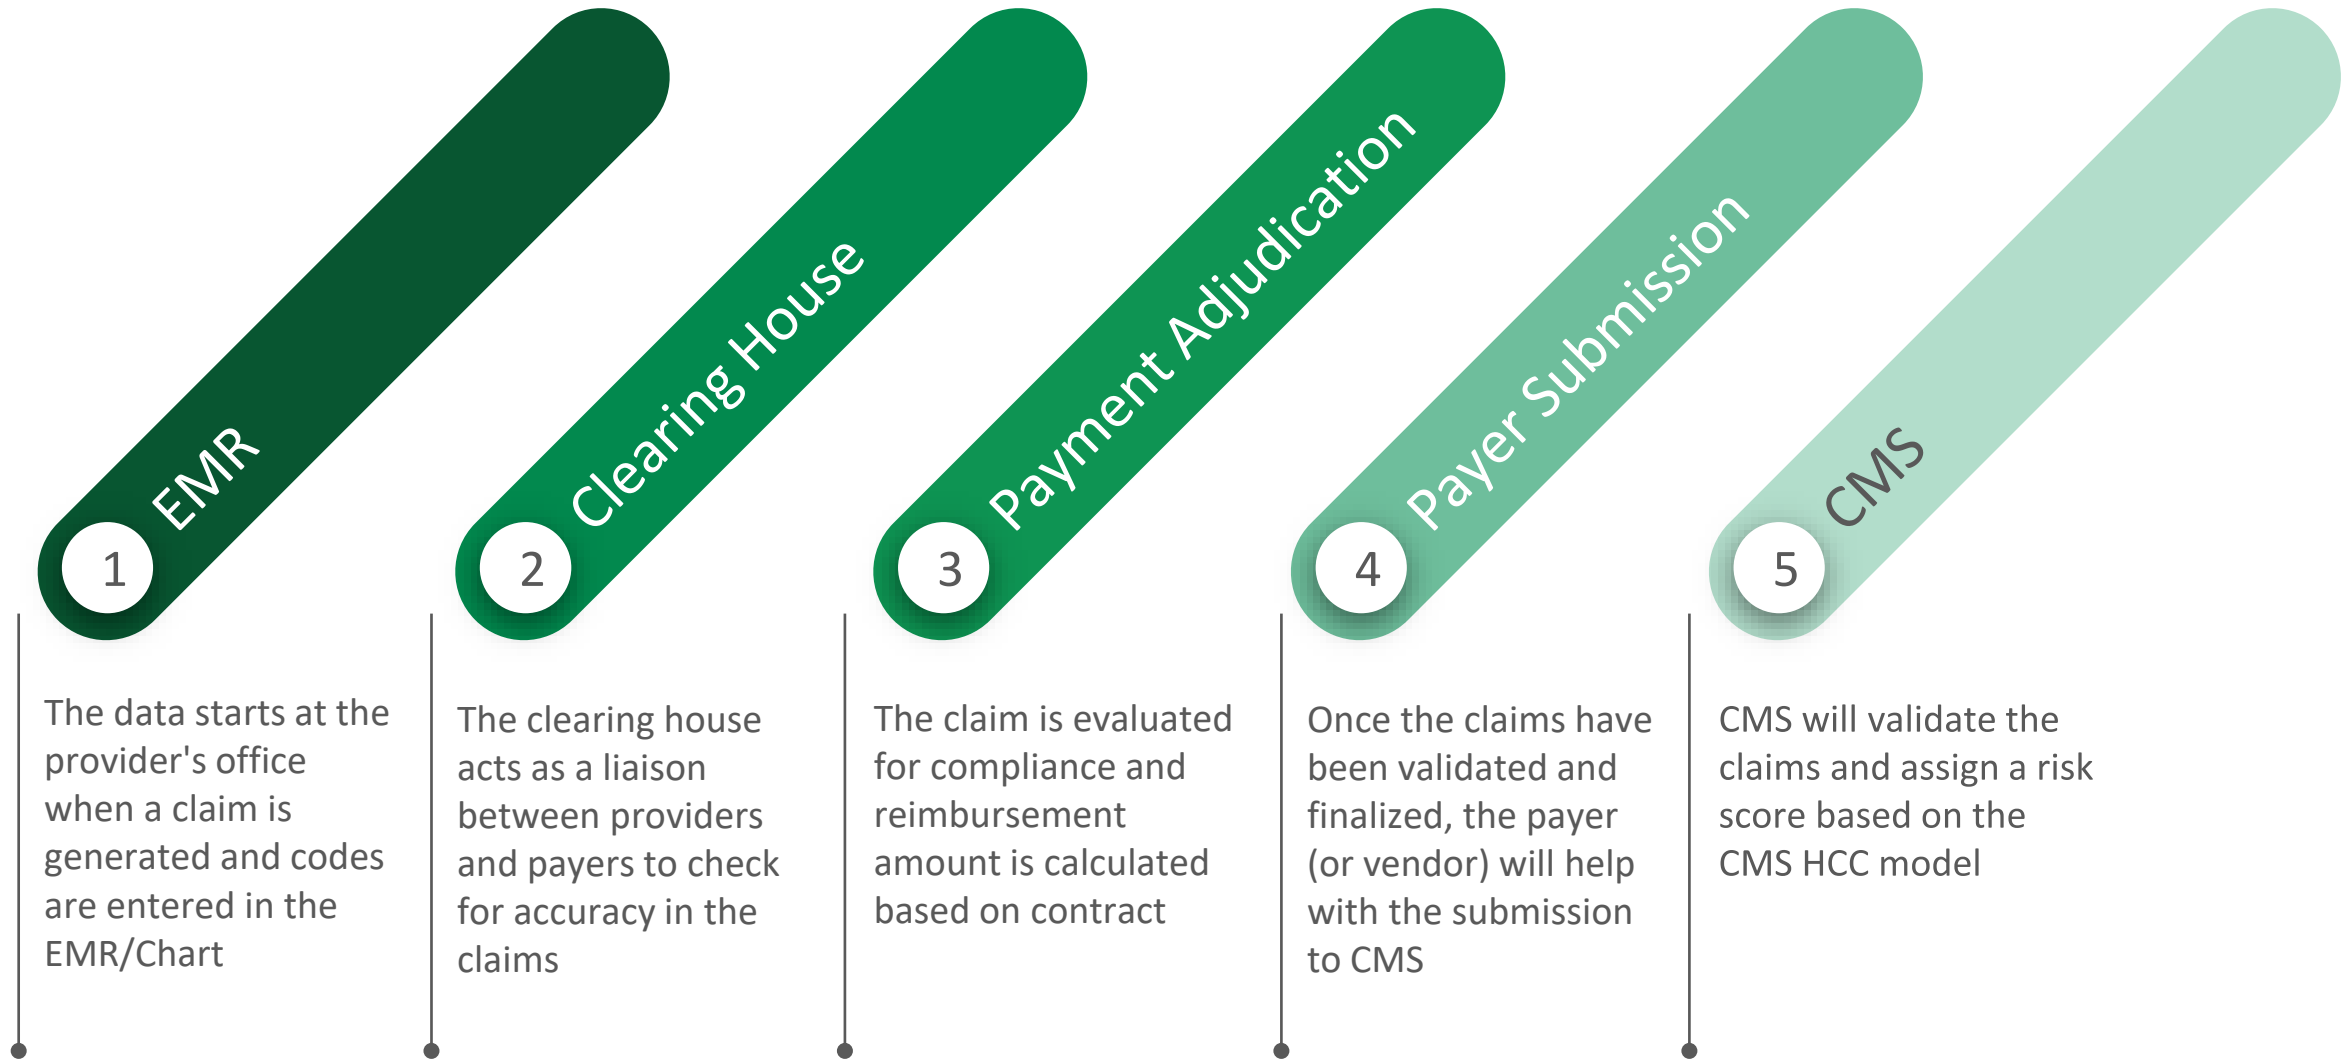 EMR
1
The data starts at the
provider's office
when a claim is
generated and codes
are entered in the
EMR/Chart
Clearing House
2
The clearing house
acts as a liaison
between providers
and payers to check
for accuracy in the
claims
Payment Adjudication
3
The claim is evaluated
for compliance and
reimbursement
amount is calculated
based on contract
Payer Submission
4
Once the claims have
been validated and
finalized, the payer
(or vendor) will help
with the submission
to CMS
CMS
5
CMS will validate the
claims and assign a risk
score based on the
CMS HCC model